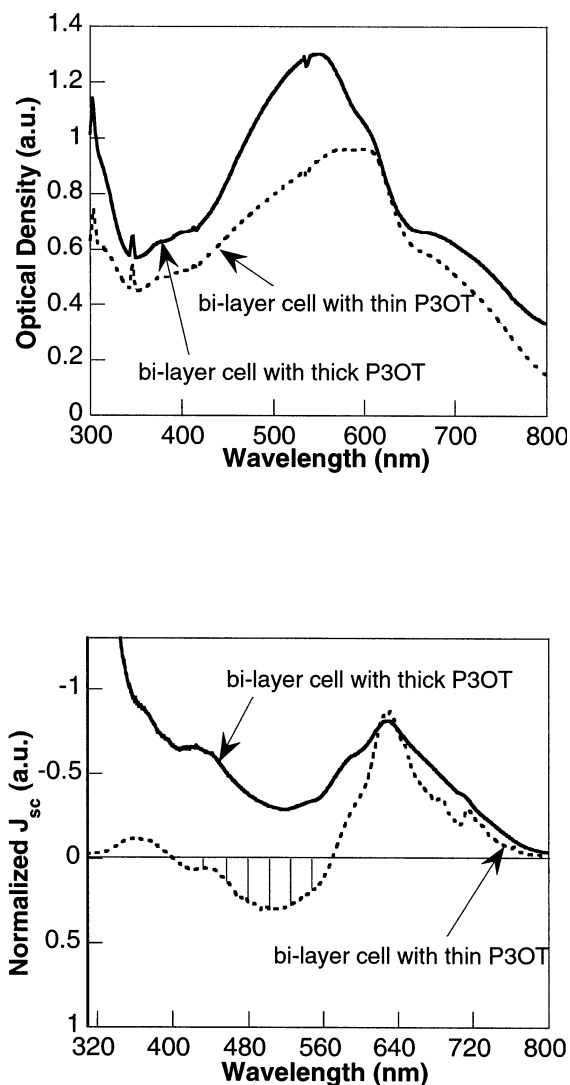 1.4
1.2
1
0.8
0.6
0.4
0.2
0
Optical Density (a.u.)
bi-layer cell with thin P3OT
bi-layer cell with thick P3OT
300 400 500 600 700 800
Wavelength (nm)
-1
-0.5
0
0.5
1
Normalized Jsc (a.u.)
bi-layer cell with thick P3OT
bi-layer cell with thin P3OT
320 400 480 560 640 720 800
Wavelength (nm)